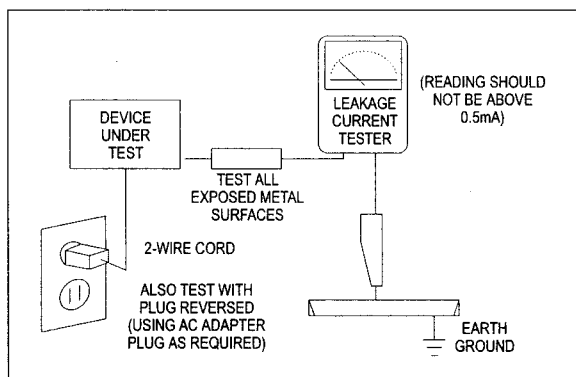 DEVICE
UNDER
TEST
LEAKAGE
CURRENT
TESTER
(READING SHOULD
NOT BE ABOVE
0.5mA)
TEST ALL
EXPOSED METAL
SURFACES
2-WIRE CORD
ALSO TEST WITH
PLUG REVERSED
(USING AC ADAPTER
PLUG AS REQUIRED)
EARTH
GROUND